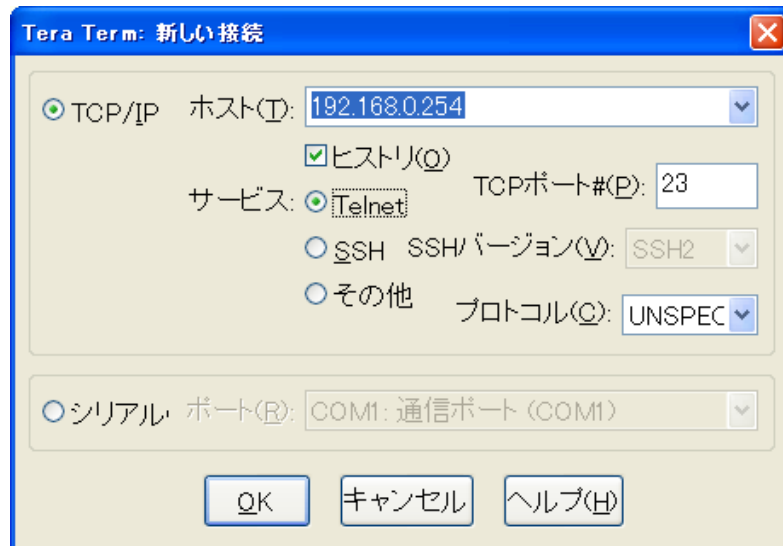 Tera Term: 新しい接続
TCP/IP ホスト(T): 192.168.0.254
ヒストリ(O)
サービス: Telnet TCPポート#(P): 23
SSH SSHバージョン(V): SSH2
その他 プロトコル(C): UNSPEC
シリアル ポート(R): COM1: 通信ポート (COM1)
OK キャンセル ヘルプ(H)